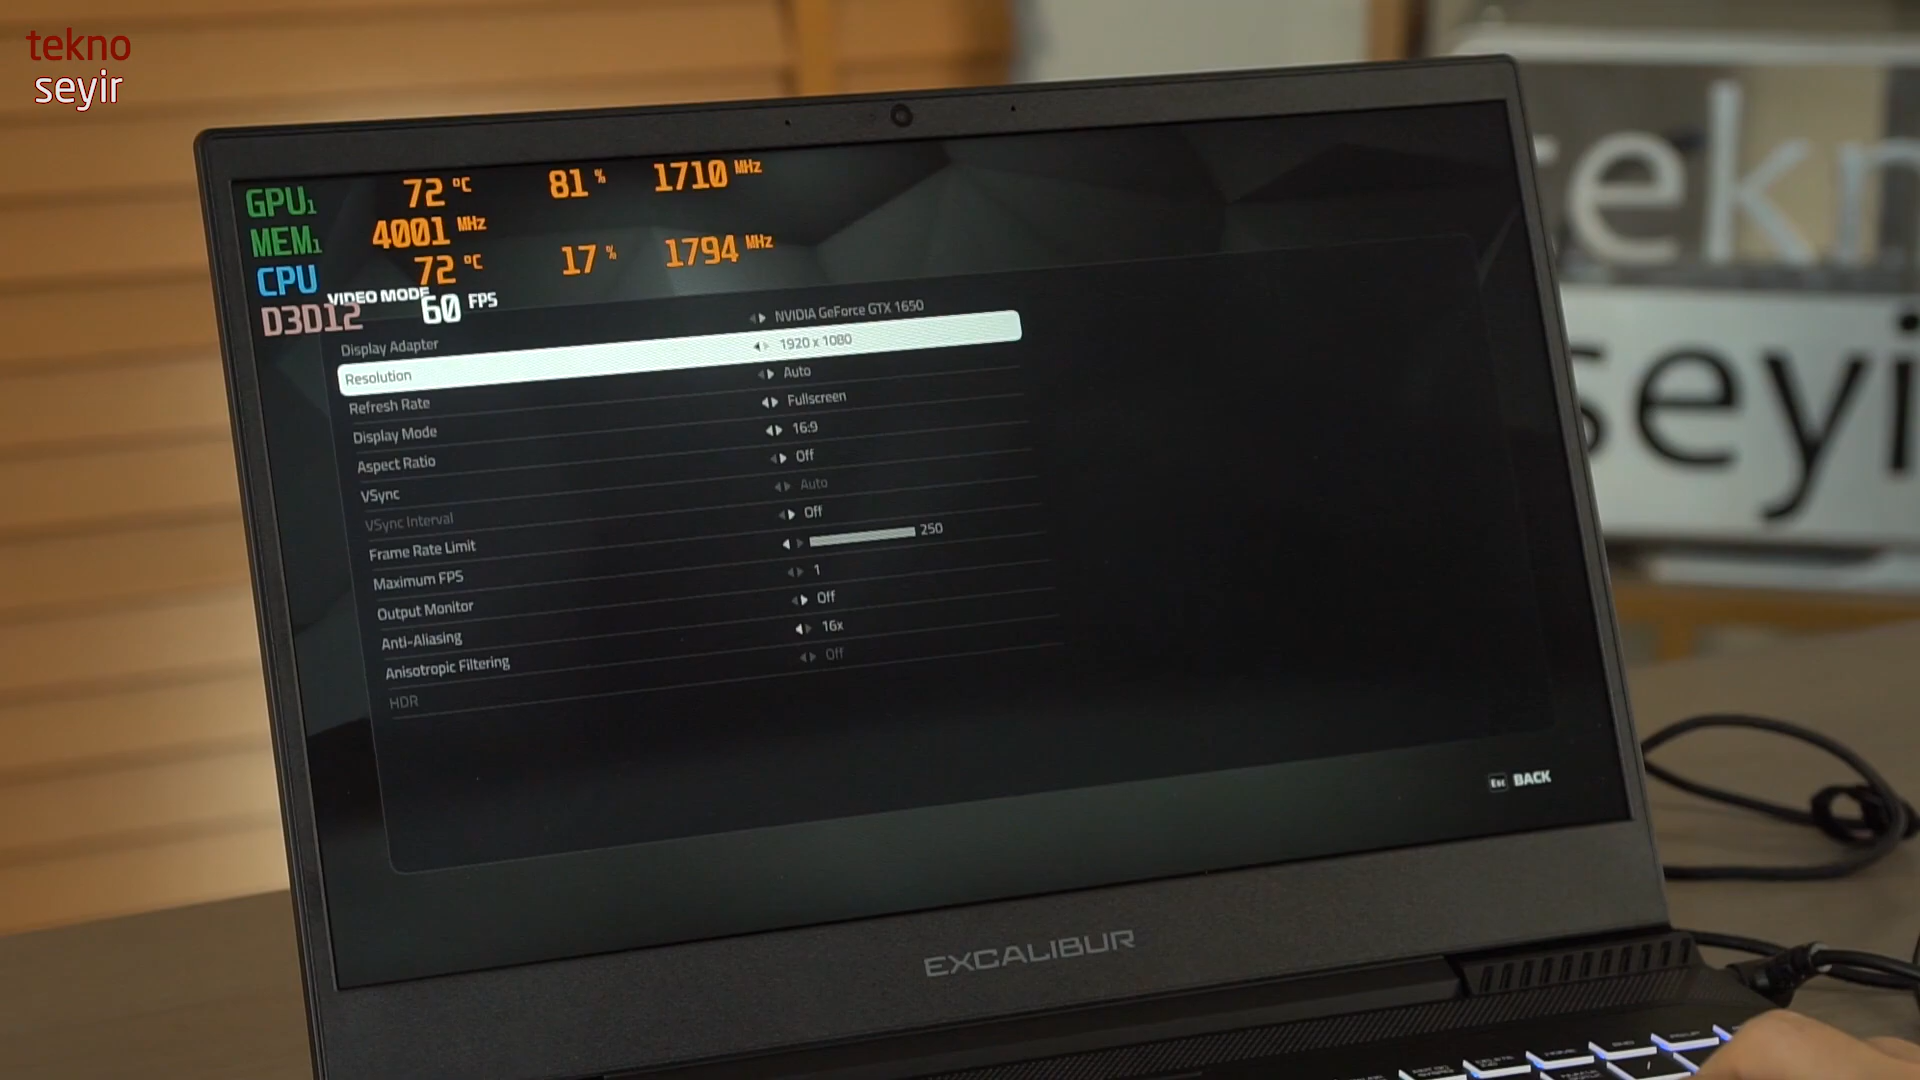 tekno
seyir
GPU1 72 °C 81 % 1710 MHz
MEM1 4001 MHz
CPU 72 °C 17 % 1794 MHz
D3D12 60 FPS
VIDEO MODE
Display Adapter NVIDIA GeForce GTX 1650
Resolution 1920 x 1080
Refresh Rate Auto
Display Mode Fullscreen
Aspect Ratio 16:9
VSync Off
VSync Interval Auto
Frame Rate Limit Off
Maximum FPS 250
Output Monitor 1
Anti-Aliasing Off
Anisotropic Filtering 16x
HDR Off
Esc BACK
EXCALIBUR
tekn
seyi